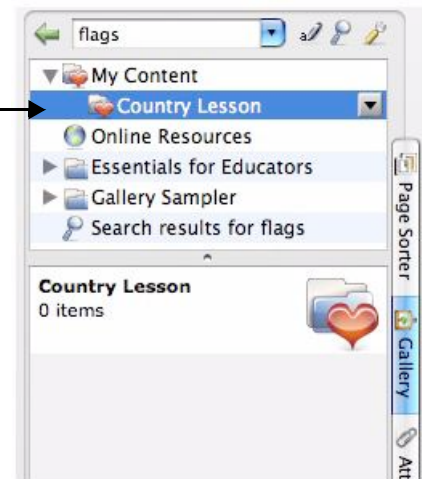 flags
My Content
Country Lesson
Online Resources
Essentials for Educators
Gallery Sampler
Search results for flags
Country Lesson
0 items
Page Sorter
Gallery
Att